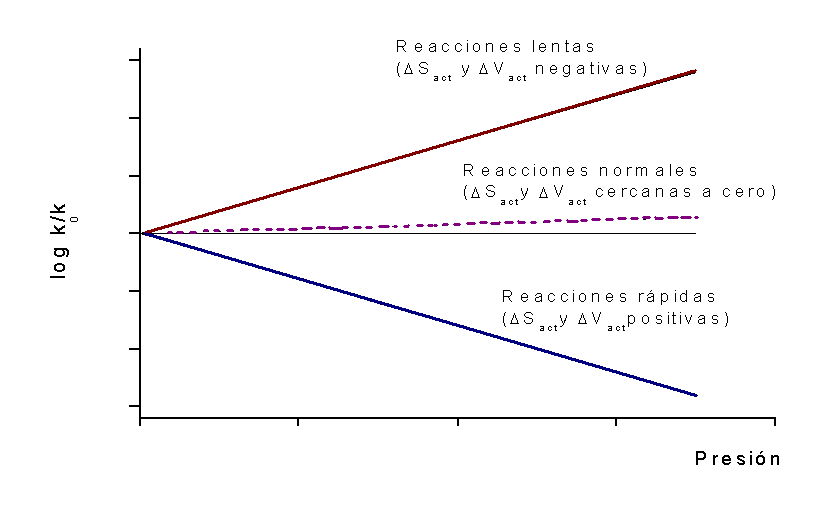 Reacciones lentas
(ΔSact y ΔVact negativas)
Reacciones normales
(ΔSact y ΔVact cercanas a cero)
log k/k0
Reacciones rápidas
(ΔSact y ΔVact positivas)
Presión